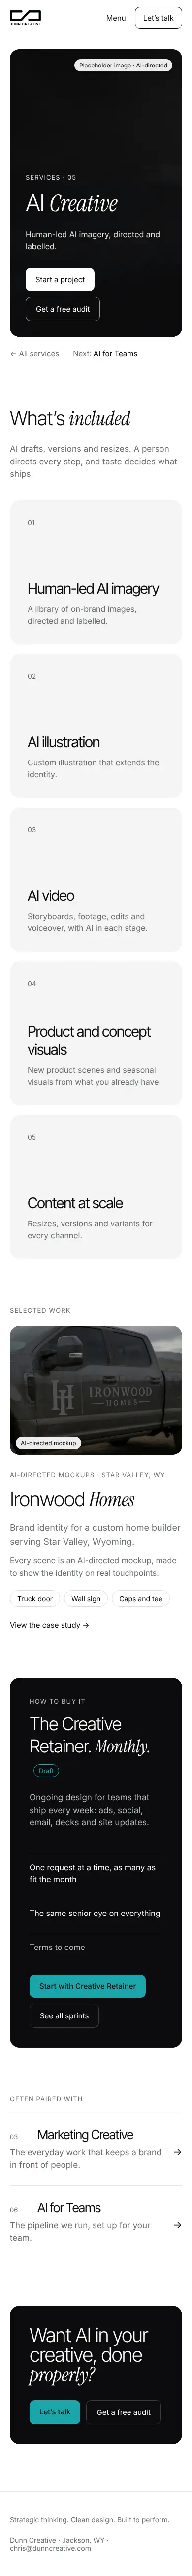 DUNN CREATIVE
Menu
Let's talk
Placeholder image · AI-directed
SERVICES · 05
AI Creative
Human-led AI imagery, directed and
labelled.
Start a project
Get a free audit
← All services
Next: AI for Teams
What's included
AI drafts, versions and resizes. A person
directs every step, and taste decides what
ships.
01
Human-led AI imagery
A library of on-brand images,
directed and labelled.
02
AI illustration
Custom illustration that extends the
identity.
03
AI video
Storyboards, footage, edits and
voiceover, with AI in each stage.
04
Product and concept
visuals
New product scenes and seasonal
visuals from what you already have.
05
Content at scale
Resizes, versions and variants for
every channel.
SELECTED WORK
IH IRONWOOD
HOMES
AI-directed mockup
AI-DIRECTED MOCKUPS · STAR VALLEY, WY
Ironwood Homes
Brand identity for a custom home builder
serving Star Valley, Wyoming.
Every scene is an AI-directed mockup, made
to show the identity on real touchpoints.
Truck door
Wall sign
Caps and tee
View the case study →
HOW TO BUY IT
The Creative
Retainer. Monthly.
Draft
Ongoing design for teams that
ship every week: ads, social,
email, decks and site updates.
One request at a time, as many as
fit the month
The same senior eye on everything
Terms to come
Start with Creative Retainer
See all sprints
OFTEN PAIRED WITH
03
Marketing Creative
The everyday work that keeps a brand
in front of people.
→
06
AI for Teams
The pipeline we run, set up for your
team.
→
Want AI in your
creative, done
properly?
Let's talk
Get a free audit
Strategic thinking. Clean design. Built to perform.
Dunn Creative · Jackson, WY ·
chris@dunncreative.com